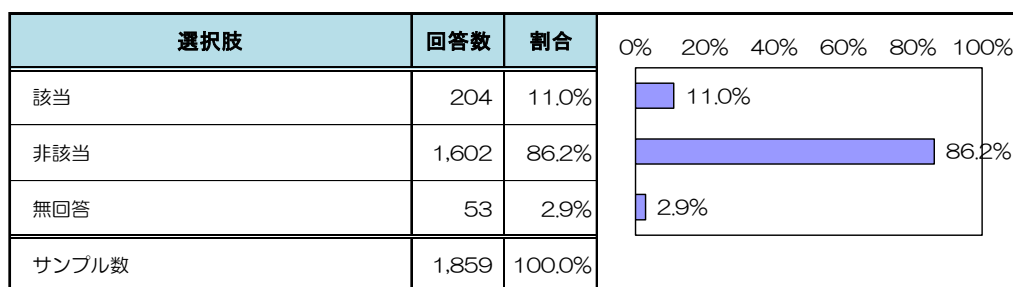 選択肢 回答数 割合
該当 204 11.0%
非該当 1,602 86.2%
無回答 53 2.9%
サンプル数 1,859 100.0%
0% 20% 40% 60% 80% 100%
11.0%
86.2%
2.9%